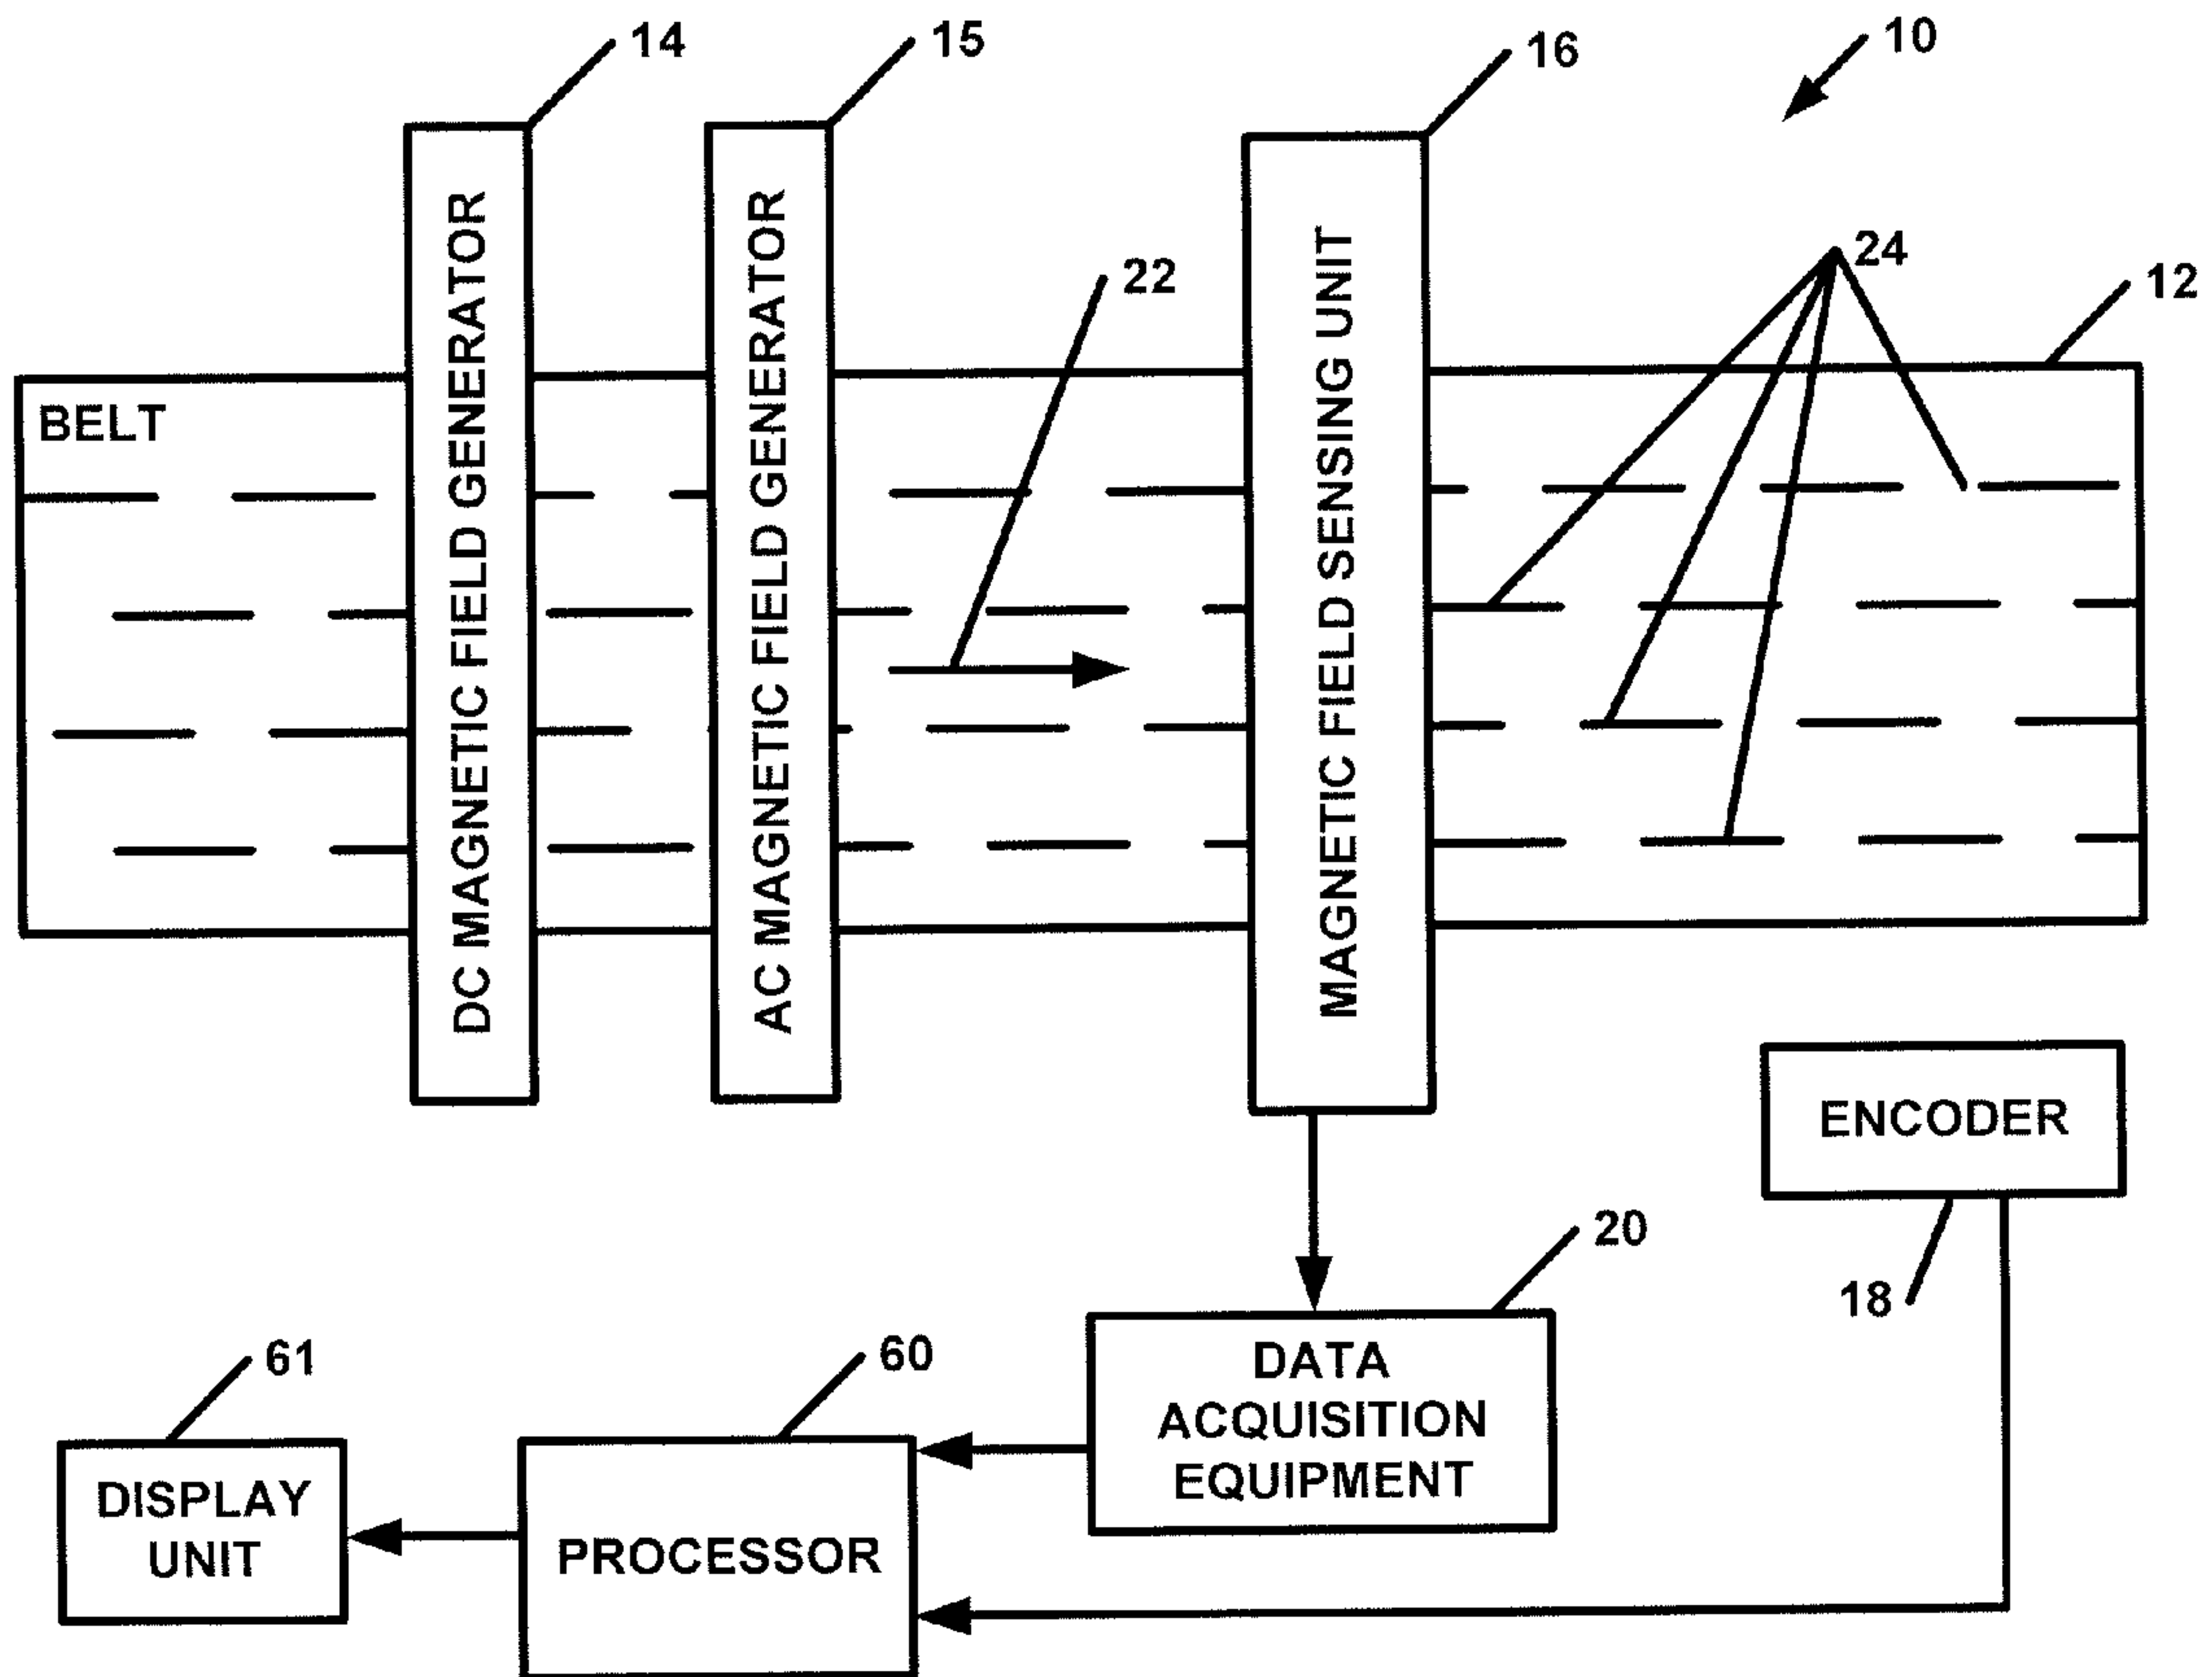 14
15
16
10
22
24
12
BELT
DC MAGNETIC FIELD GENERATOR
AC MAGNETIC FIELD GENERATOR
MAGNETIC FIELD SENSING UNIT
ENCODER
18
20
DATA
ACQUISITION
EQUIPMENT
60
PROCESSOR
61
DISPLAY
UNIT